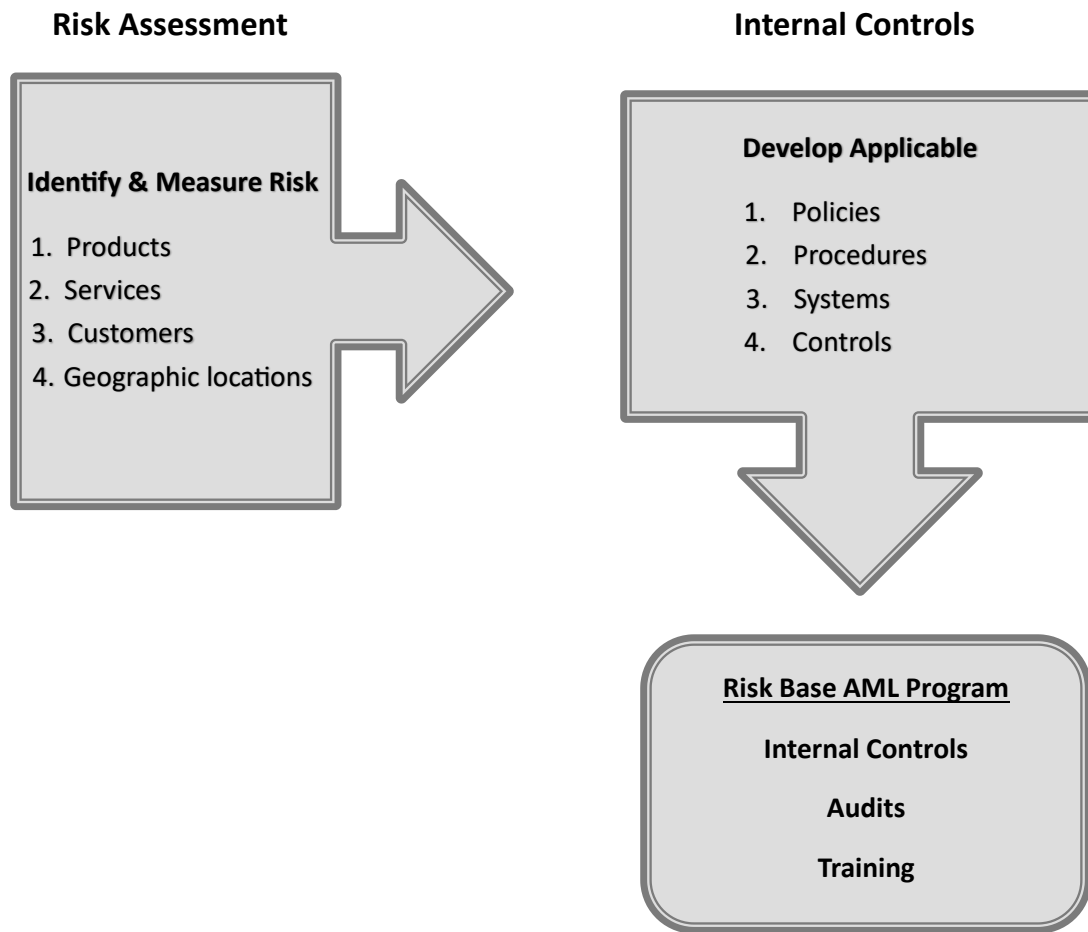 Risk Assessment
Identify & Measure Risk
1. Products
2. Services
3. Customers
4. Geographic locations
Internal Controls
Develop Applicable
1. Policies
2. Procedures
3. Systems
4. Controls
Risk Base AML Program
Internal Controls
Audits
Training